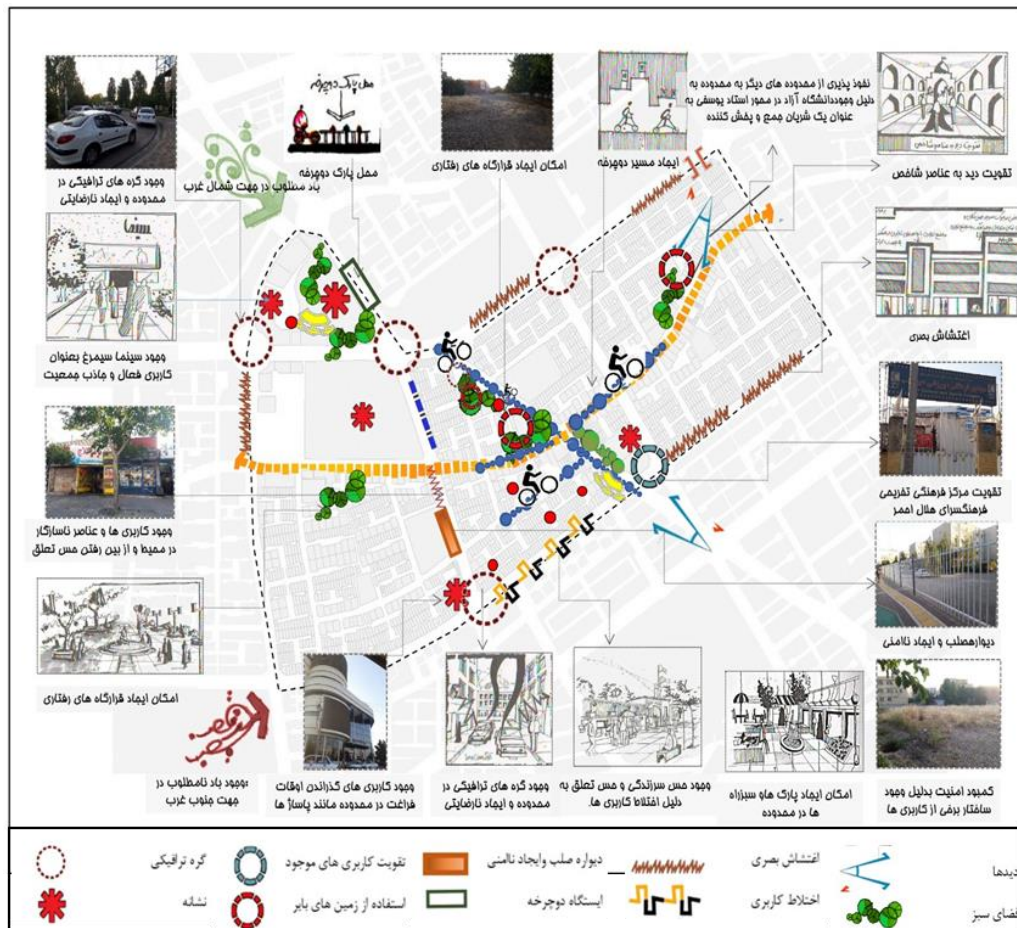 نفوذ پذیری از محدوده های دیگر به محدوده به
دلیل وجوددانشگاه آزاد در محور استاد یوسفی به
عنوان یک شریان جمع و پخش کننده
محل پارک دوچرخه
امکان ایجاد قرارگاه های رفتاری
ایجاد مسیر دوچرخه
تقویت دید به عناصر شاخص
وجود گره های ترافیکی در
محدوده و ایجاد نارضایتی
باد مطلوب در جهت شمال غرب
سینما
وجود سینما سیمرغ بعنوان
کاربری فعال و جاذب جمعیت
اغتشاش بصری
تقویت مرکز فرهنگی تفریحی
فرهنگسرای هلال احمر
وجود کاربری ها و عناصر ناسازگار
در محیط و از بین رفتن حس تعلق
دیوارهصلب و ایجاد ناامنی
امکان ایجاد قرارگاه های رفتاری
وجود باد نامطلوب در
جهت جنوب غرب
وجود کاربری های گذراندن اوقات
فراغت در محدوده مانند پاساژ ها
وجود گره های ترافیکی در
محدوده و ایجاد نارضایتی
وجود حس سرزندگی و حس تعلق به
دلیل اختلاط کاربری ها.
امکان ایجاد پارک هاو سبزراه
ها در محدوده
کمبود امنیت بدلیل وجود
ساختار برخی از کاربری ها
دیدها
اغتشاش بصری
دیواره صلب وایجاد ناامنی
تقویت کاربری های موجود
گره ترافیکی
فضای سبز
اختلاط کاربری
ایستگاه دوچرخه
استفاده از زمین های بایر
نشانه